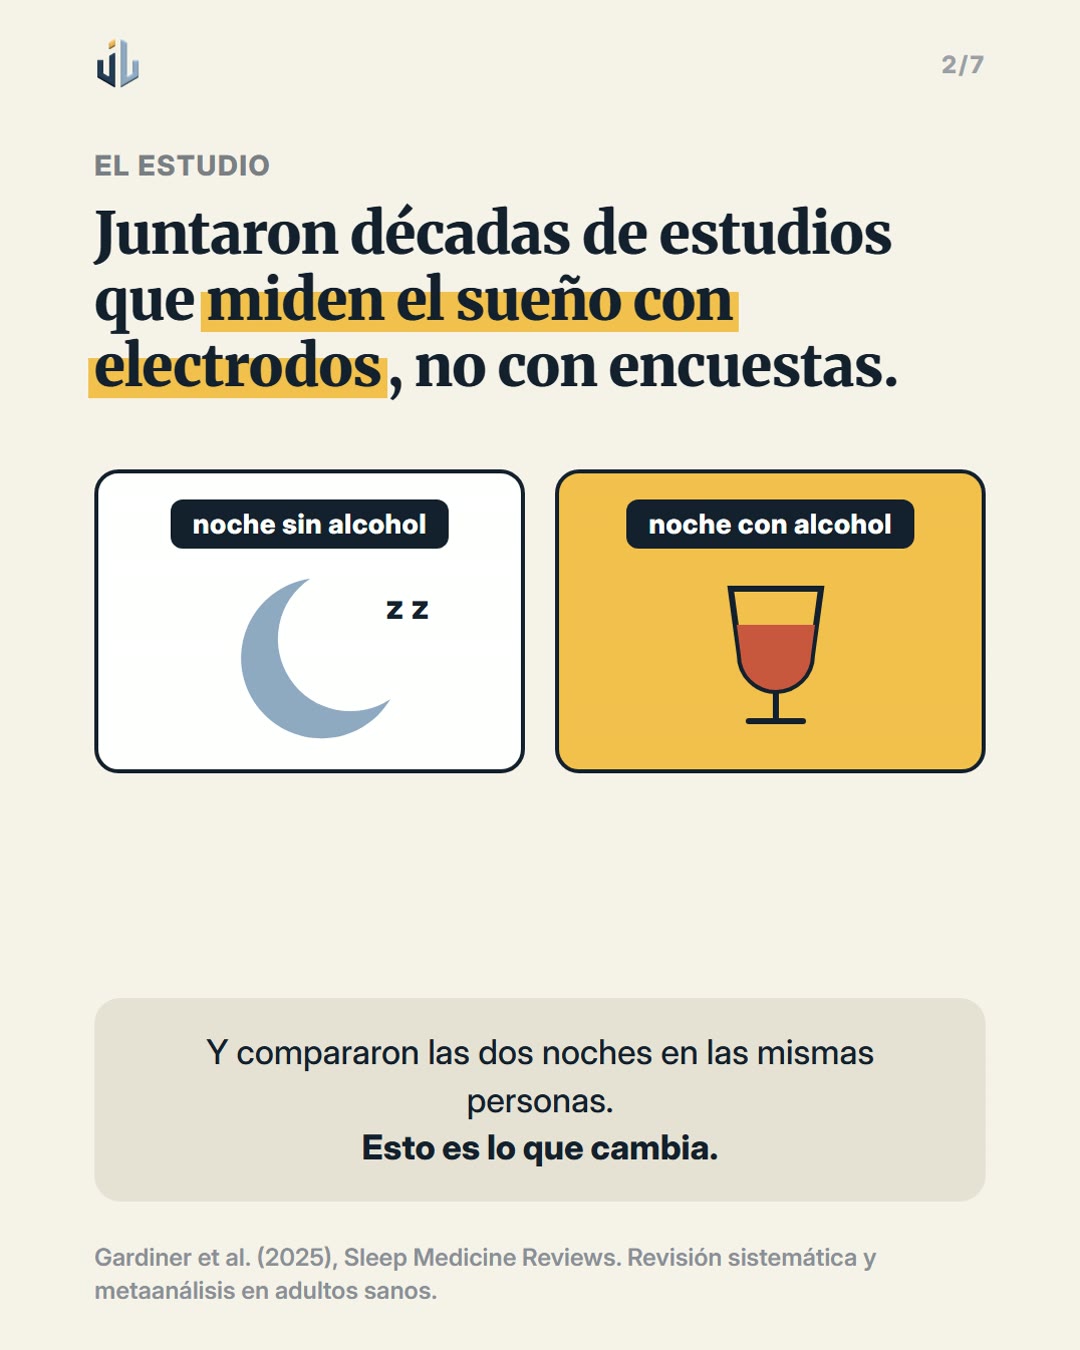 2/7
EL ESTUDIO
Juntaron décadas de estudios
que miden el sueño con
electrodos, no con encuestas.
noche sin alcohol
z z
noche con alcohol
Y compararon las dos noches en las mismas
personas.
Esto es lo que cambia.
Gardiner et al. (2025), Sleep Medicine Reviews. Revisión sistemática y
metaanálisis en adultos sanos.